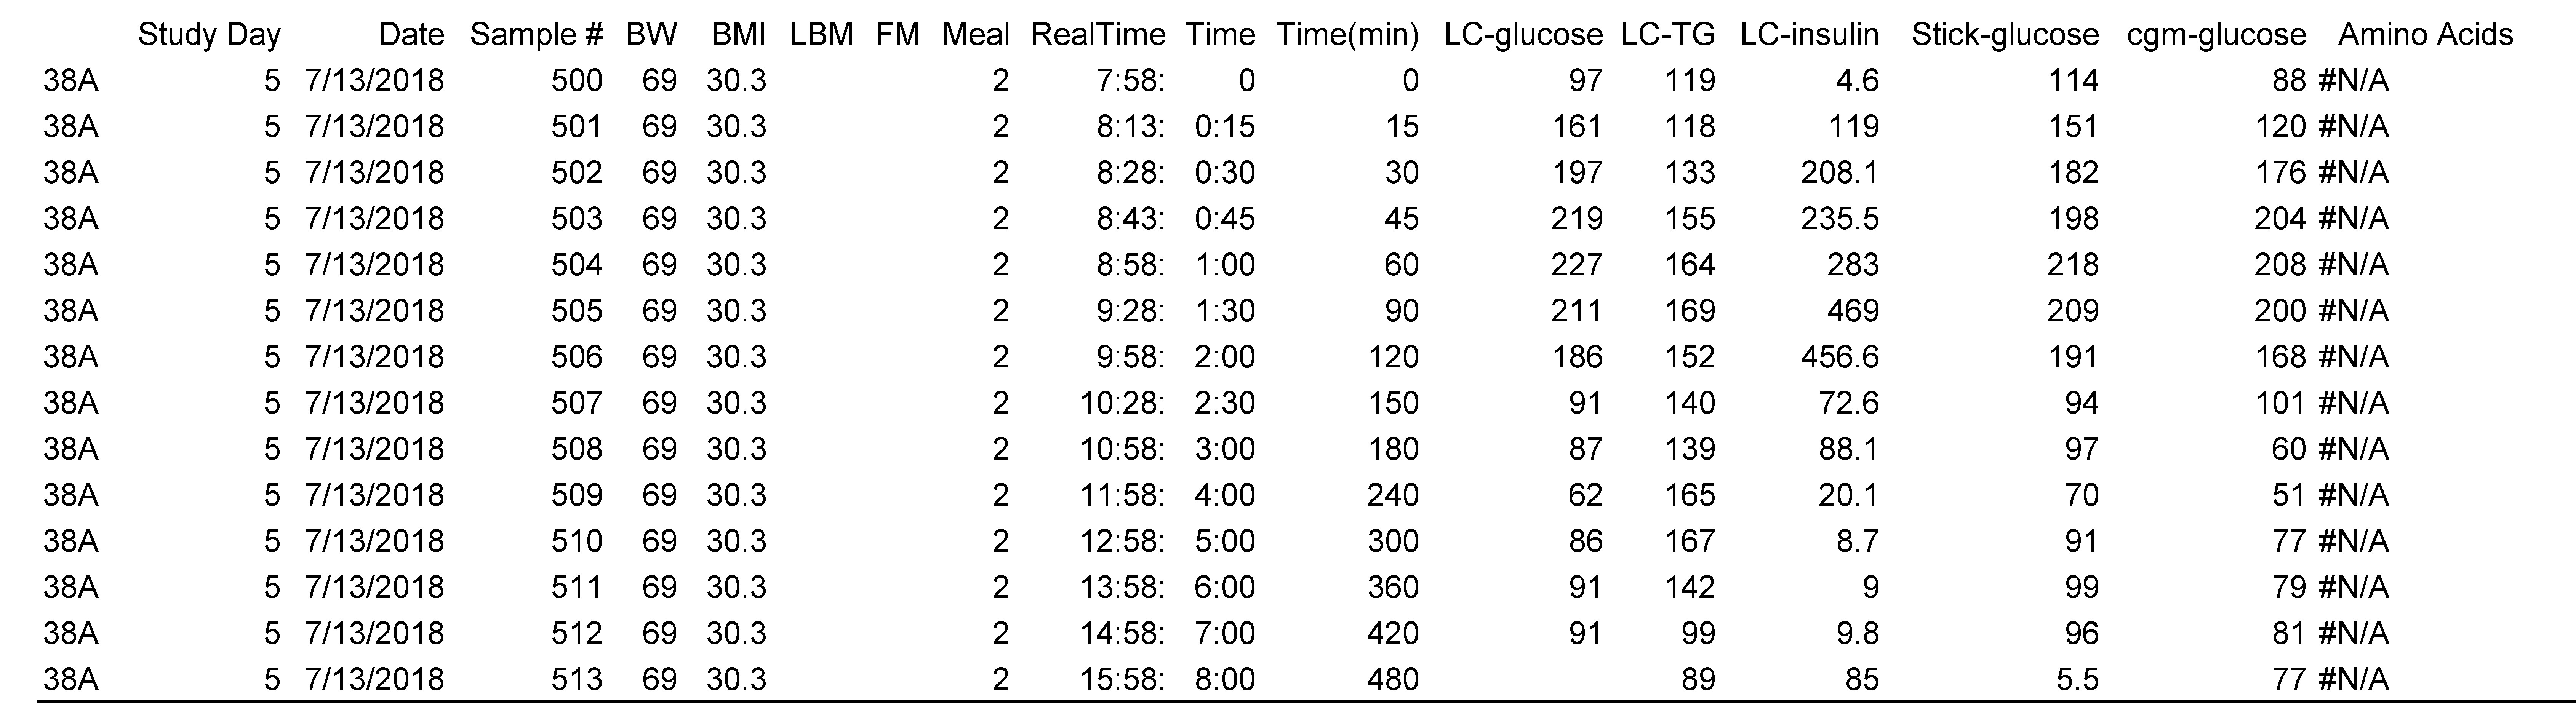 Study Day Date Sample # BW BMI LBM FM Meal RealTime Time Time(min) LC-glucose LC-TG LC-insulin Stick-glucose cgm-glucose Amino Acids
38A 5 7/13/2018 500 69 30.3 2 7:58: 0 0 97 119 4.6 114 88 #N/A
38A 5 7/13/2018 501 69 30.3 2 8:13: 0:15 15 161 118 119 151 120 #N/A
38A 5 7/13/2018 502 69 30.3 2 8:28: 0:30 30 197 133 208.1 182 176 #N/A
38A 5 7/13/2018 503 69 30.3 2 8:43: 0:45 45 219 155 235.5 198 204 #N/A
38A 5 7/13/2018 504 69 30.3 2 8:58: 1:00 60 227 164 283 218 208 #N/A
38A 5 7/13/2018 505 69 30.3 2 9:28: 1:30 90 211 169 469 209 200 #N/A
38A 5 7/13/2018 506 69 30.3 2 9:58: 2:00 120 186 152 456.6 191 168 #N/A
38A 5 7/13/2018 507 69 30.3 2 10:28: 2:30 150 91 140 72.6 94 101 #N/A
38A 5 7/13/2018 508 69 30.3 2 10:58: 3:00 180 87 139 88.1 97 60 #N/A
38A 5 7/13/2018 509 69 30.3 2 11:58: 4:00 240 62 165 20.1 70 51 #N/A
38A 5 7/13/2018 510 69 30.3 2 12:58: 5:00 300 86 167 8.7 91 77 #N/A
38A 5 7/13/2018 511 69 30.3 2 13:58: 6:00 360 91 142 9 99 79 #N/A
38A 5 7/13/2018 512 69 30.3 2 14:58: 7:00 420 91 99 9.8 96 81 #N/A
38A 5 7/13/2018 513 69 30.3 2 15:58: 8:00 480 89 85 5.5 77 #N/A